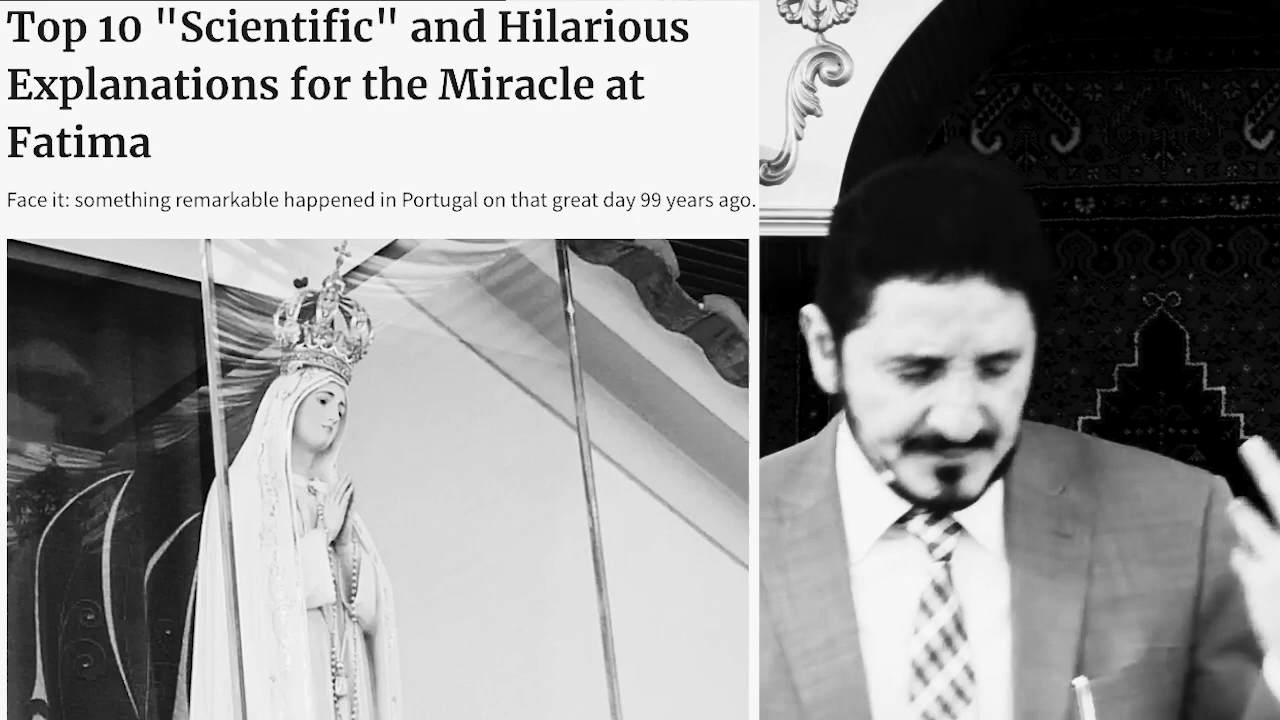 Top 10 "Scientific" and Hilarious
Explanations for the Miracle at
Fatima
Face it: something remarkable happened in Portugal on that great day 99 years ago.